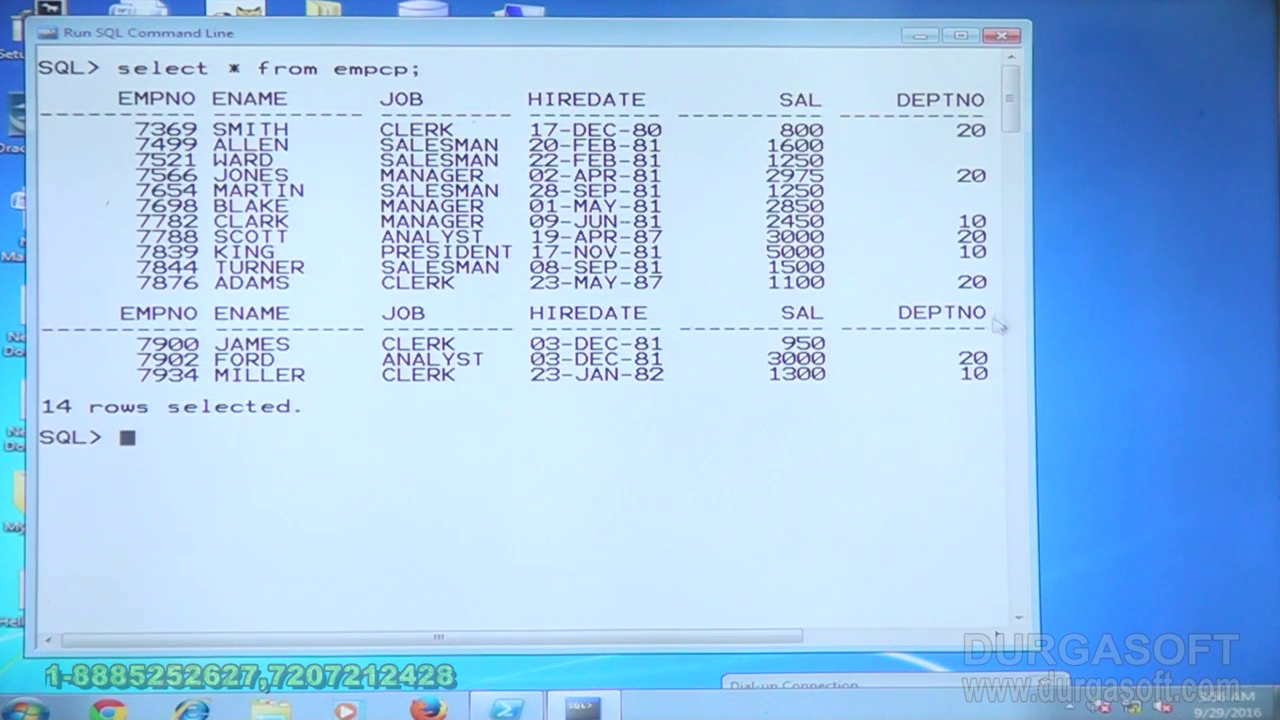 Run SQL Command Line
SQL> select * from empcp;
EMPNO ENAME JOB HIREDATE SAL DEPTNO
7369 SMITH CLERK 17-DEC-80 800 20
7499 ALLEN SALESMAN 20-FEB-81 1600
7521 WARD SALESMAN 22-FEB-81 1250
7566 JONES MANAGER 02-APR-81 2975 20
7654 MARTIN SALESMAN 28-SEP-81 1250
7698 BLAKE MANAGER 01-MAY-81 2850
7782 CLARK MANAGER 09-JUN-81 2450 10
7788 SCOTT ANALYST 19-APR-87 3000 20
7839 KING PRESIDENT 17-NOV-81 5000 10
7844 TURNER SALESMAN 08-SEP-81 1500
7876 ADAMS CLERK 23-MAY-87 1100 20
EMPNO ENAME JOB HIREDATE SAL DEPTNO
7900 JAMES CLERK 03-DEC-81 950
7902 FORD ANALYST 03-DEC-81 3000 20
7934 MILLER CLERK 23-JAN-82 1300 10
14 rows selected.
SQL>
DURGASOFT
1-8885252627,7207212428
Dial-up Connection
www.durgasoft.com
9/29/2016